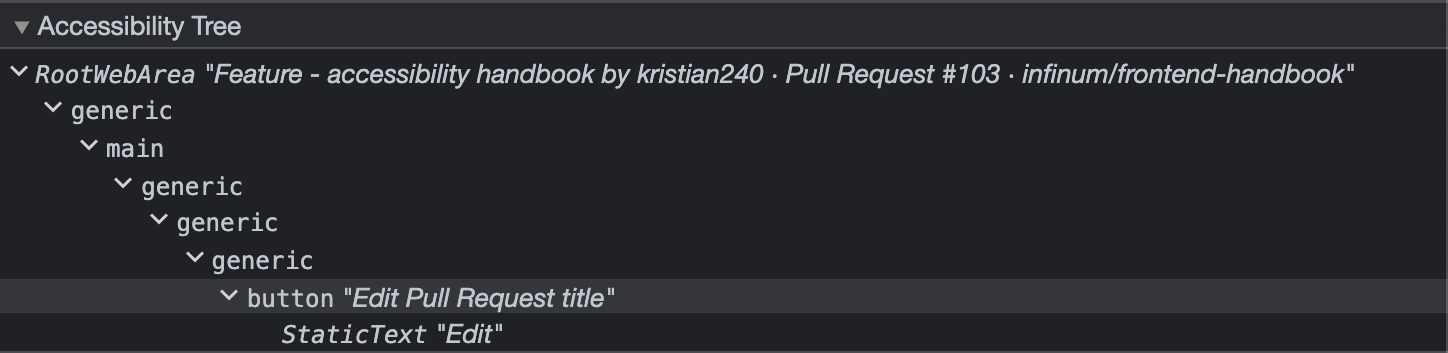 Accessibility Tree
RootWebArea "Feature - accessibility handbook by kristian240 · Pull Request #103 · infinum/frontend-handbook"
generic
main
generic
generic
generic
button "Edit Pull Request title"
StaticText "Edit"